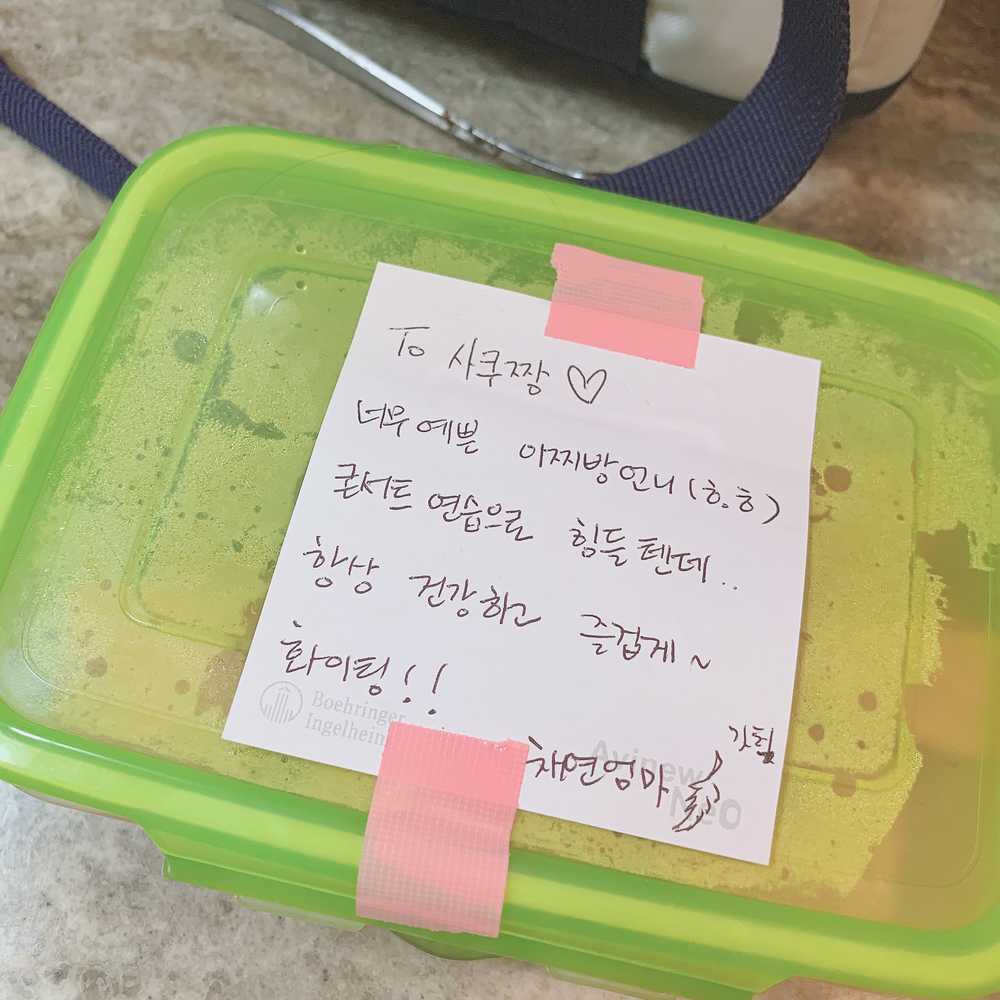 To 사쿠짱 ♡
너무 예쁜 아찌방언니 (ㅎ.ㅎ)
콘서트 연습으로 힘들텐데..
항상 건강하고 즐겁게~
화이팅!!
Boehringer
Ingelheim
채연엄마
Avinew
NeO